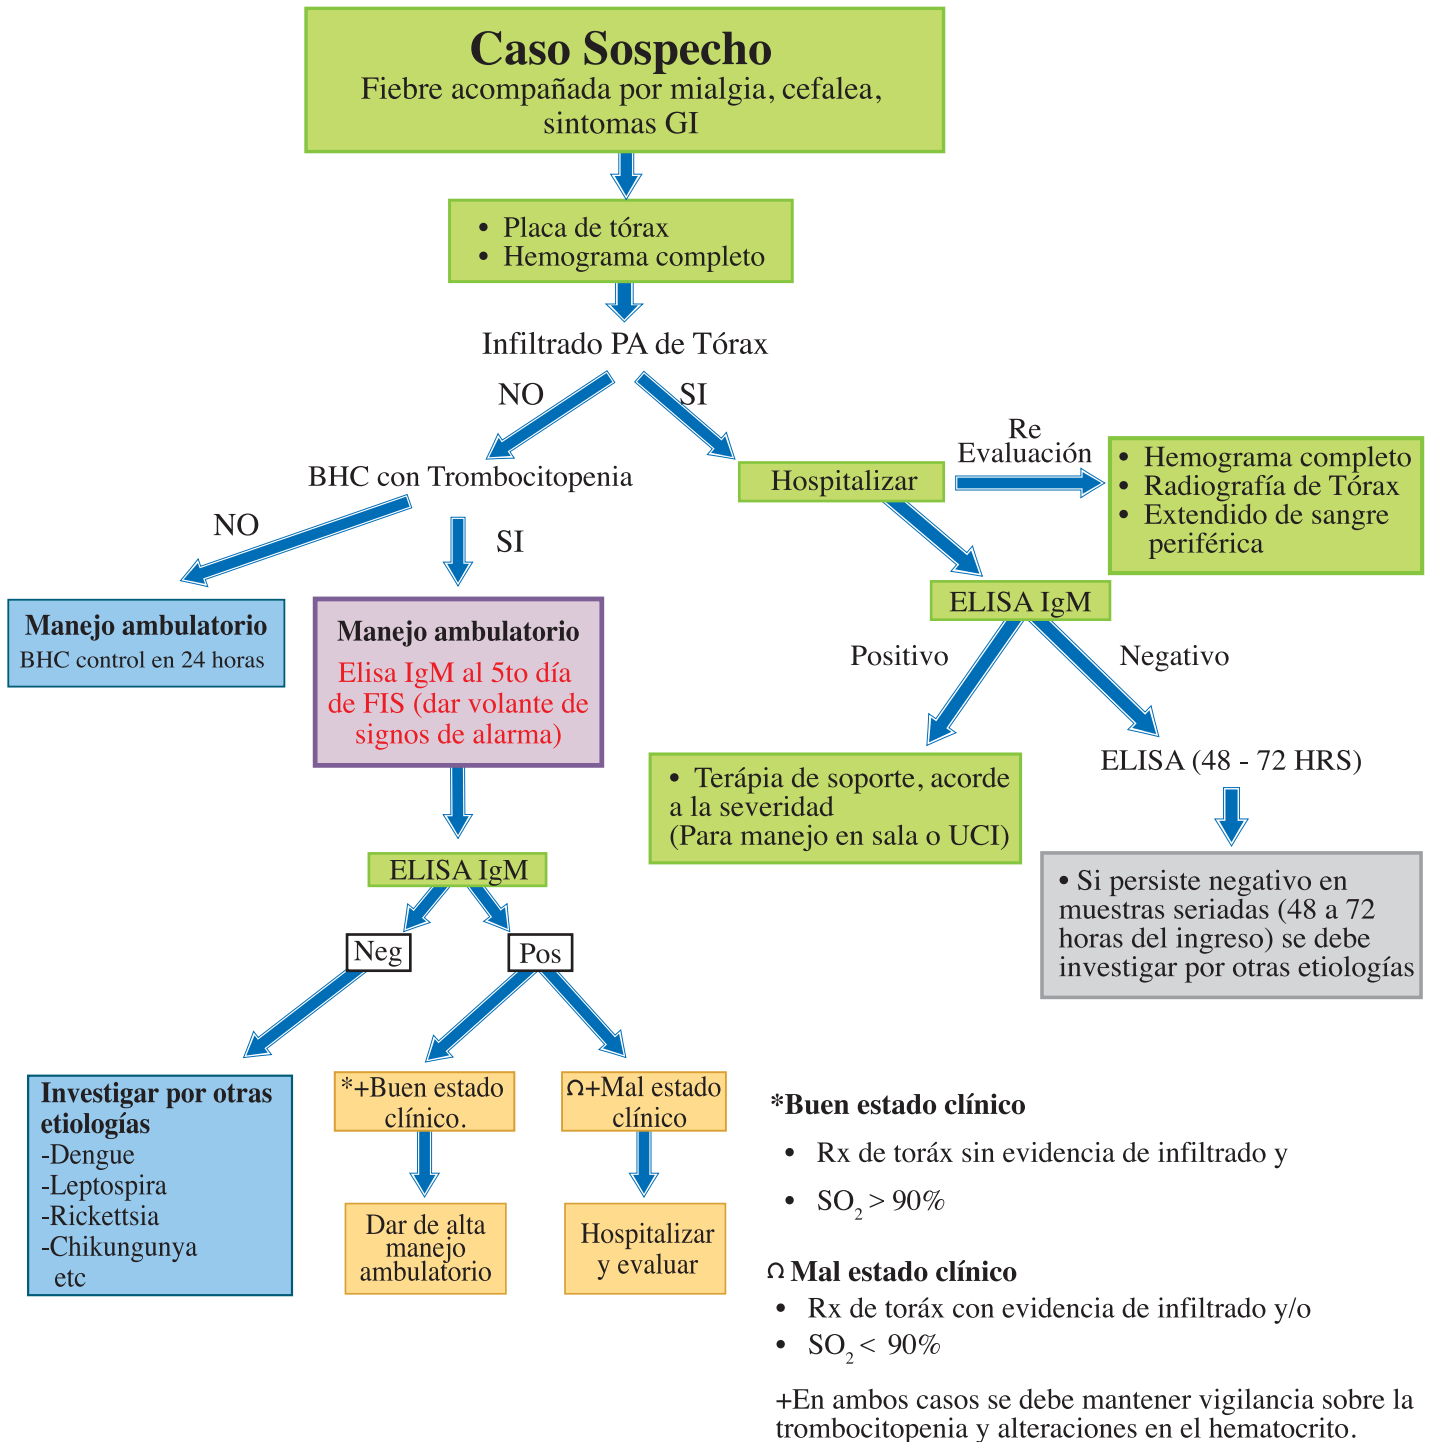 Caso Sospecho
Fiebre acompañada por mialgia, cefalea,
sintomas GI
• Placa de tórax
• Hemograma completo
Infiltrado PA de Tórax
NO
SI
BHC con Trombocitopenia
Hospitalizar
Re
Evaluación
• Hemograma completo
• Radiografía de Tórax
• Extendido de sangre
periférica
NO
SI
Manejo ambulatorio
BHC control en 24 horas
Manejo ambulatorio
Elisa IgM al 5to día
de FIS (dar volante de
signos de alarma)
ELISA IgM
Positivo
Negativo
• Terápia de soporte, acorde
a la severidad
(Para manejo en sala o UCI)
ELISA (48 - 72 HRS)
• Si persiste negativo en
muestras seriadas (48 a 72
horas del ingreso) se debe
investigar por otras etiologías
ELISA IgM
Neg
Pos
Investigar por otras
etiologías
-Dengue
-Leptospira
-Rickettsia
-Chikungunya
etc
*+Buen estado
clínico.
Ω+Mal estado
clínico
Dar de alta
manejo
ambulatorio
Hospitalizar
y evaluar
*Buen estado clínico
• Rx de toráx sin evidencia de infiltrado y
• SO₂ > 90%
Ω Mal estado clínico
• Rx de toráx con evidencia de infiltrado y/o
• SO₂ < 90%
+En ambos casos se debe mantener vigilancia sobre la
trombocitopenia y alteraciones en el hematocrito.